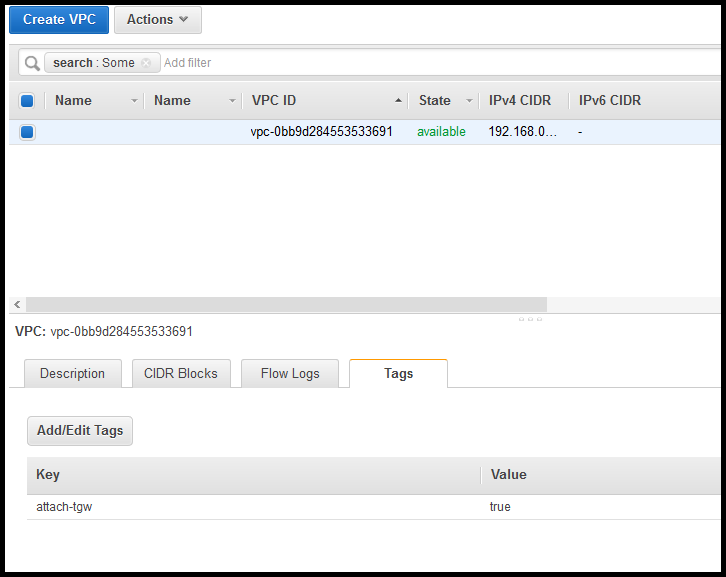 Create VPC Actions
search : Some Add filter
Name Name VPC ID State IPv4 CIDR IPv6 CIDR
vpc-0bb9d284553533691 available 192.168.0... -
VPC: vpc-0bb9d284553533691
Description CIDR Blocks Flow Logs Tags
Add/Edit Tags
Key Value
attach-tgw true